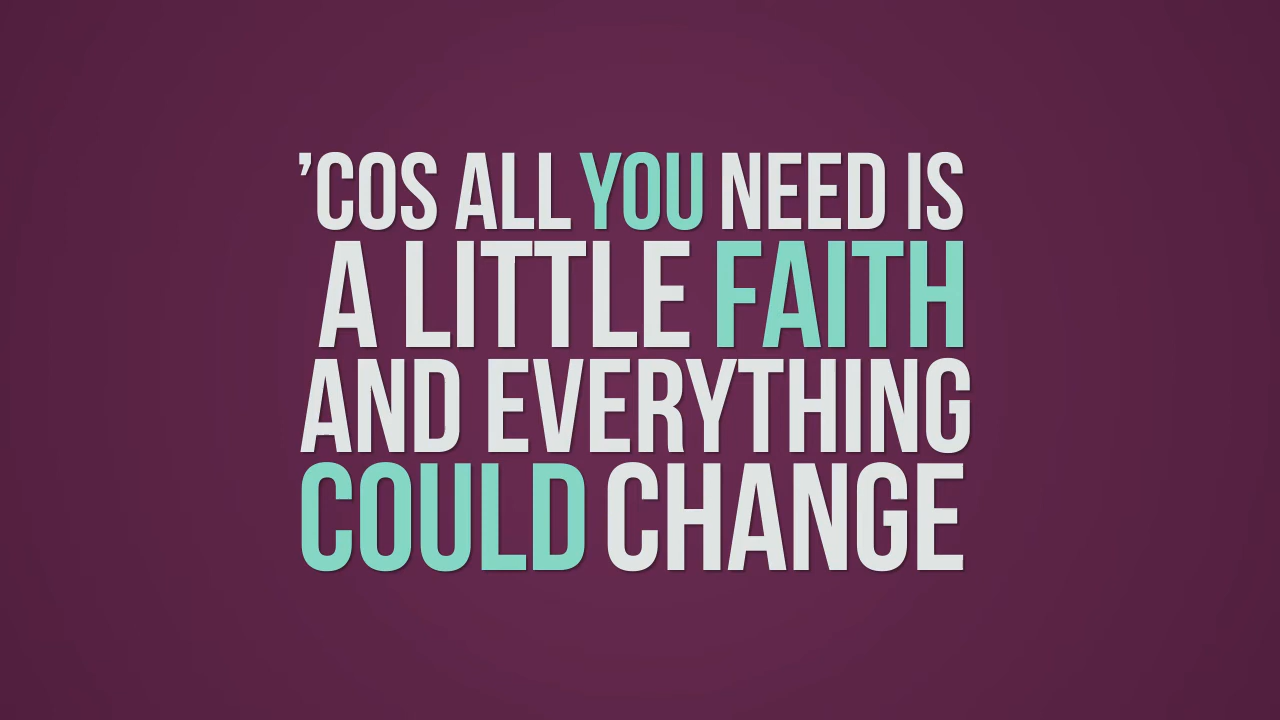 ’COS ALL YOU NEED IS
A LITTLE FAITH
AND EVERYTHING
COULD CHANGE